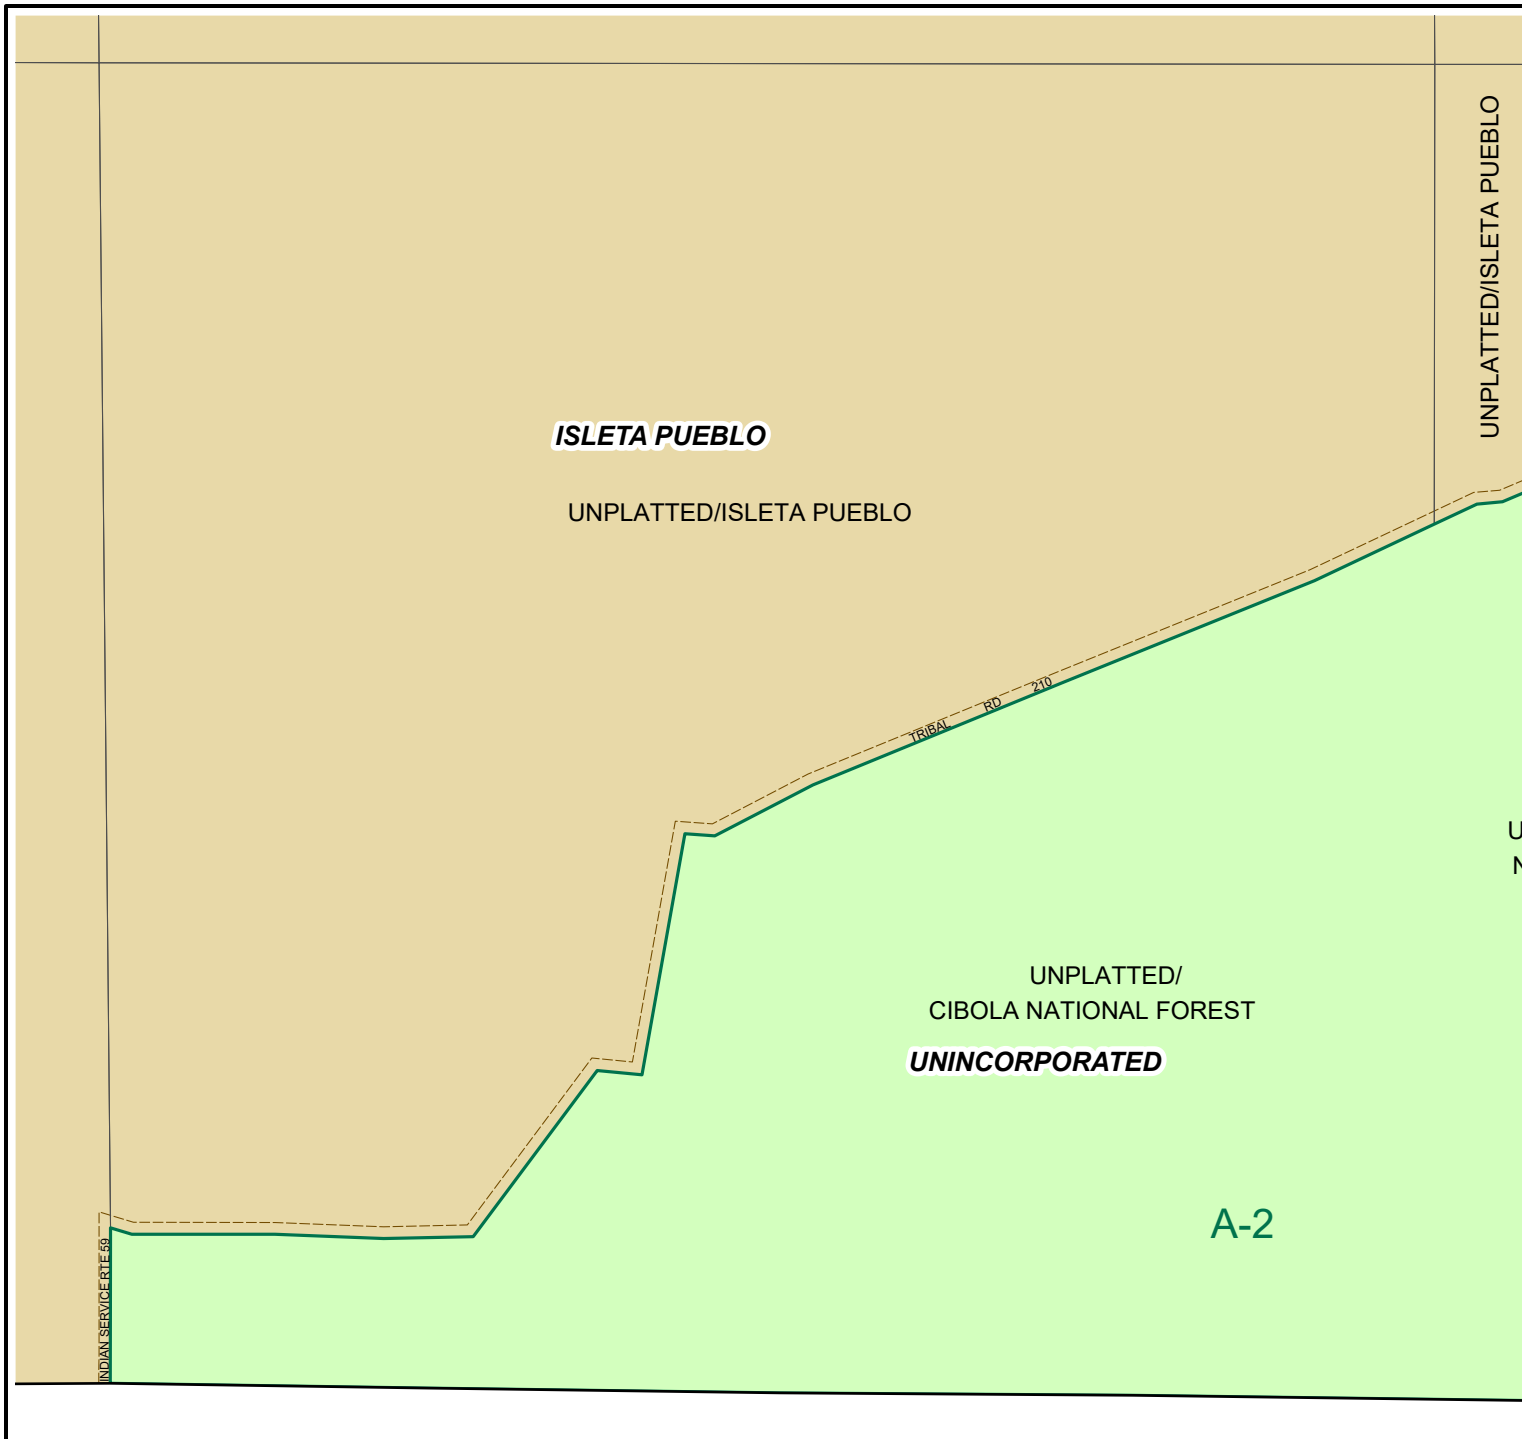 UNPLATTED/ISLETA PUEBLO
ISLETA PUEBLO
UNPLATTED/ISLETA PUEBLO
TRIBAL RD 210
U
N
UNPLATTED/
CIBOLA NATIONAL FOREST
UNINCORPORATED
A-2
INDIAN SERVICE RTE 59